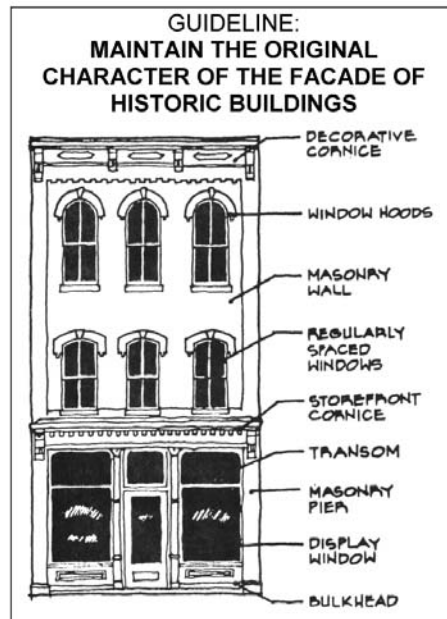 GUIDELINE:
MAINTAIN THE ORIGINAL
CHARACTER OF THE FACADE OF
HISTORIC BUILDINGS
DECORATIVE
CORNICE
WINDOW HOODS
MASONRY
WALL
REGULARLY
SPACED
WINDOWS
STOREFRONT
CORNICE
TRANSOM
MASONRY
PIER
DISPLAY
WINDOW
BULKHEAD